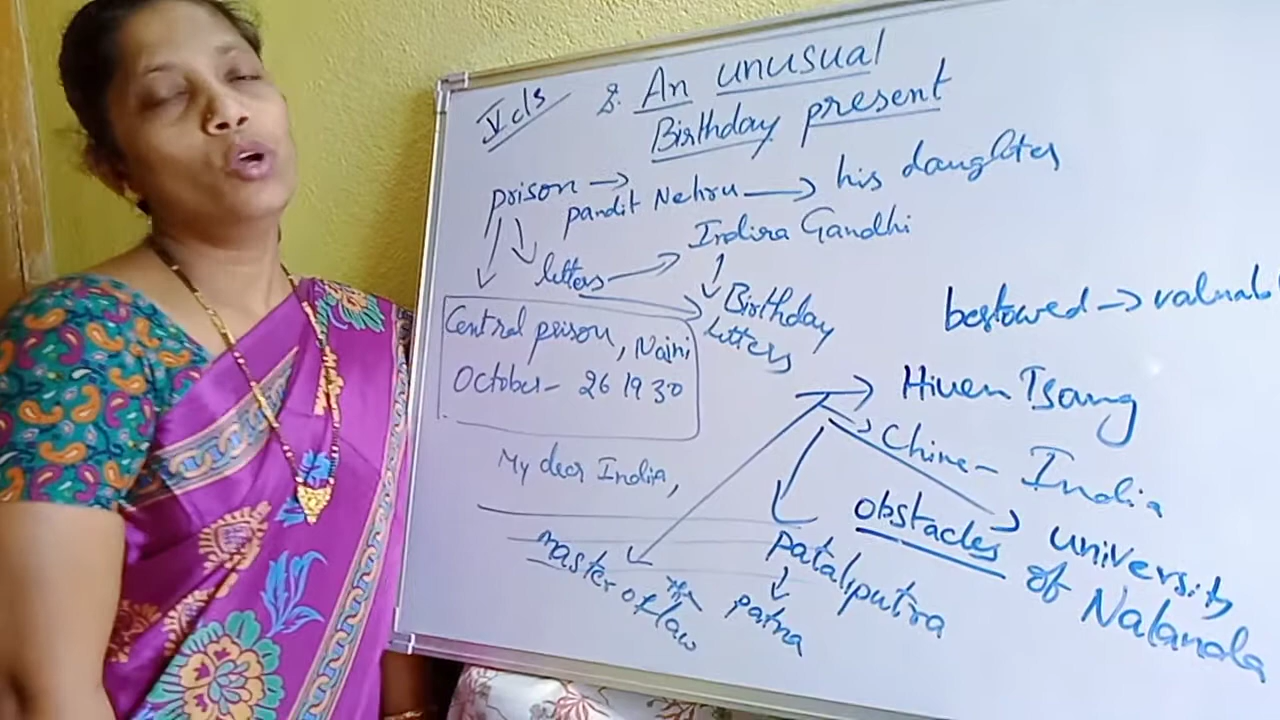 V cls
8. An unusual
Birthday present
prison → pandit Nehru → his daughter
letters → Indira Gandhi
Birthday
letters
Central prison, Naini
October - 26 1930
My dear India,
bestowed → valuabl
Hiuen Tsang
China - India
obstacles
university
of Nalanda
pataliputra
patna
master of the law